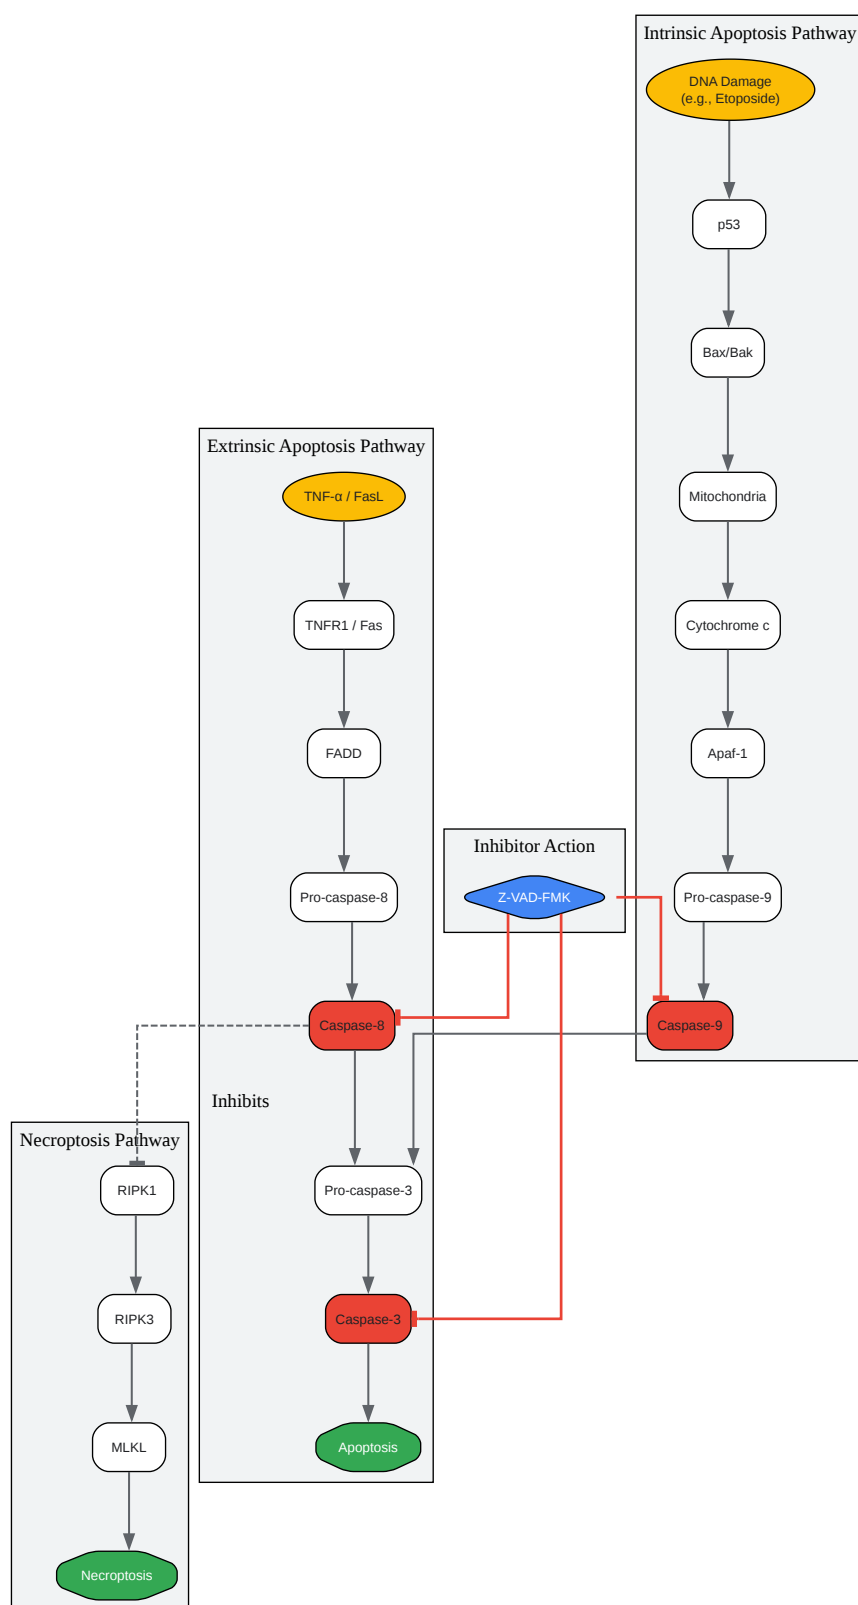 Intrinsic Apoptosis Pathway
DNA Damage
(e.g., Etoposide)
p53
Bax/Bak
Mitochondria
Cytochrome c
Apaf-1
Pro-caspase-9
Caspase-9
Extrinsic Apoptosis Pathway
TNF-α / FasL
TNFR1 / Fas
FADD
Pro-caspase-8
Caspase-8
Inhibits
Pro-caspase-3
Caspase-3
Apoptosis
Inhibitor Action
Z-VAD-FMK
Necroptosis Pathway
RIPK1
RIPK3
MLKL
Necroptosis